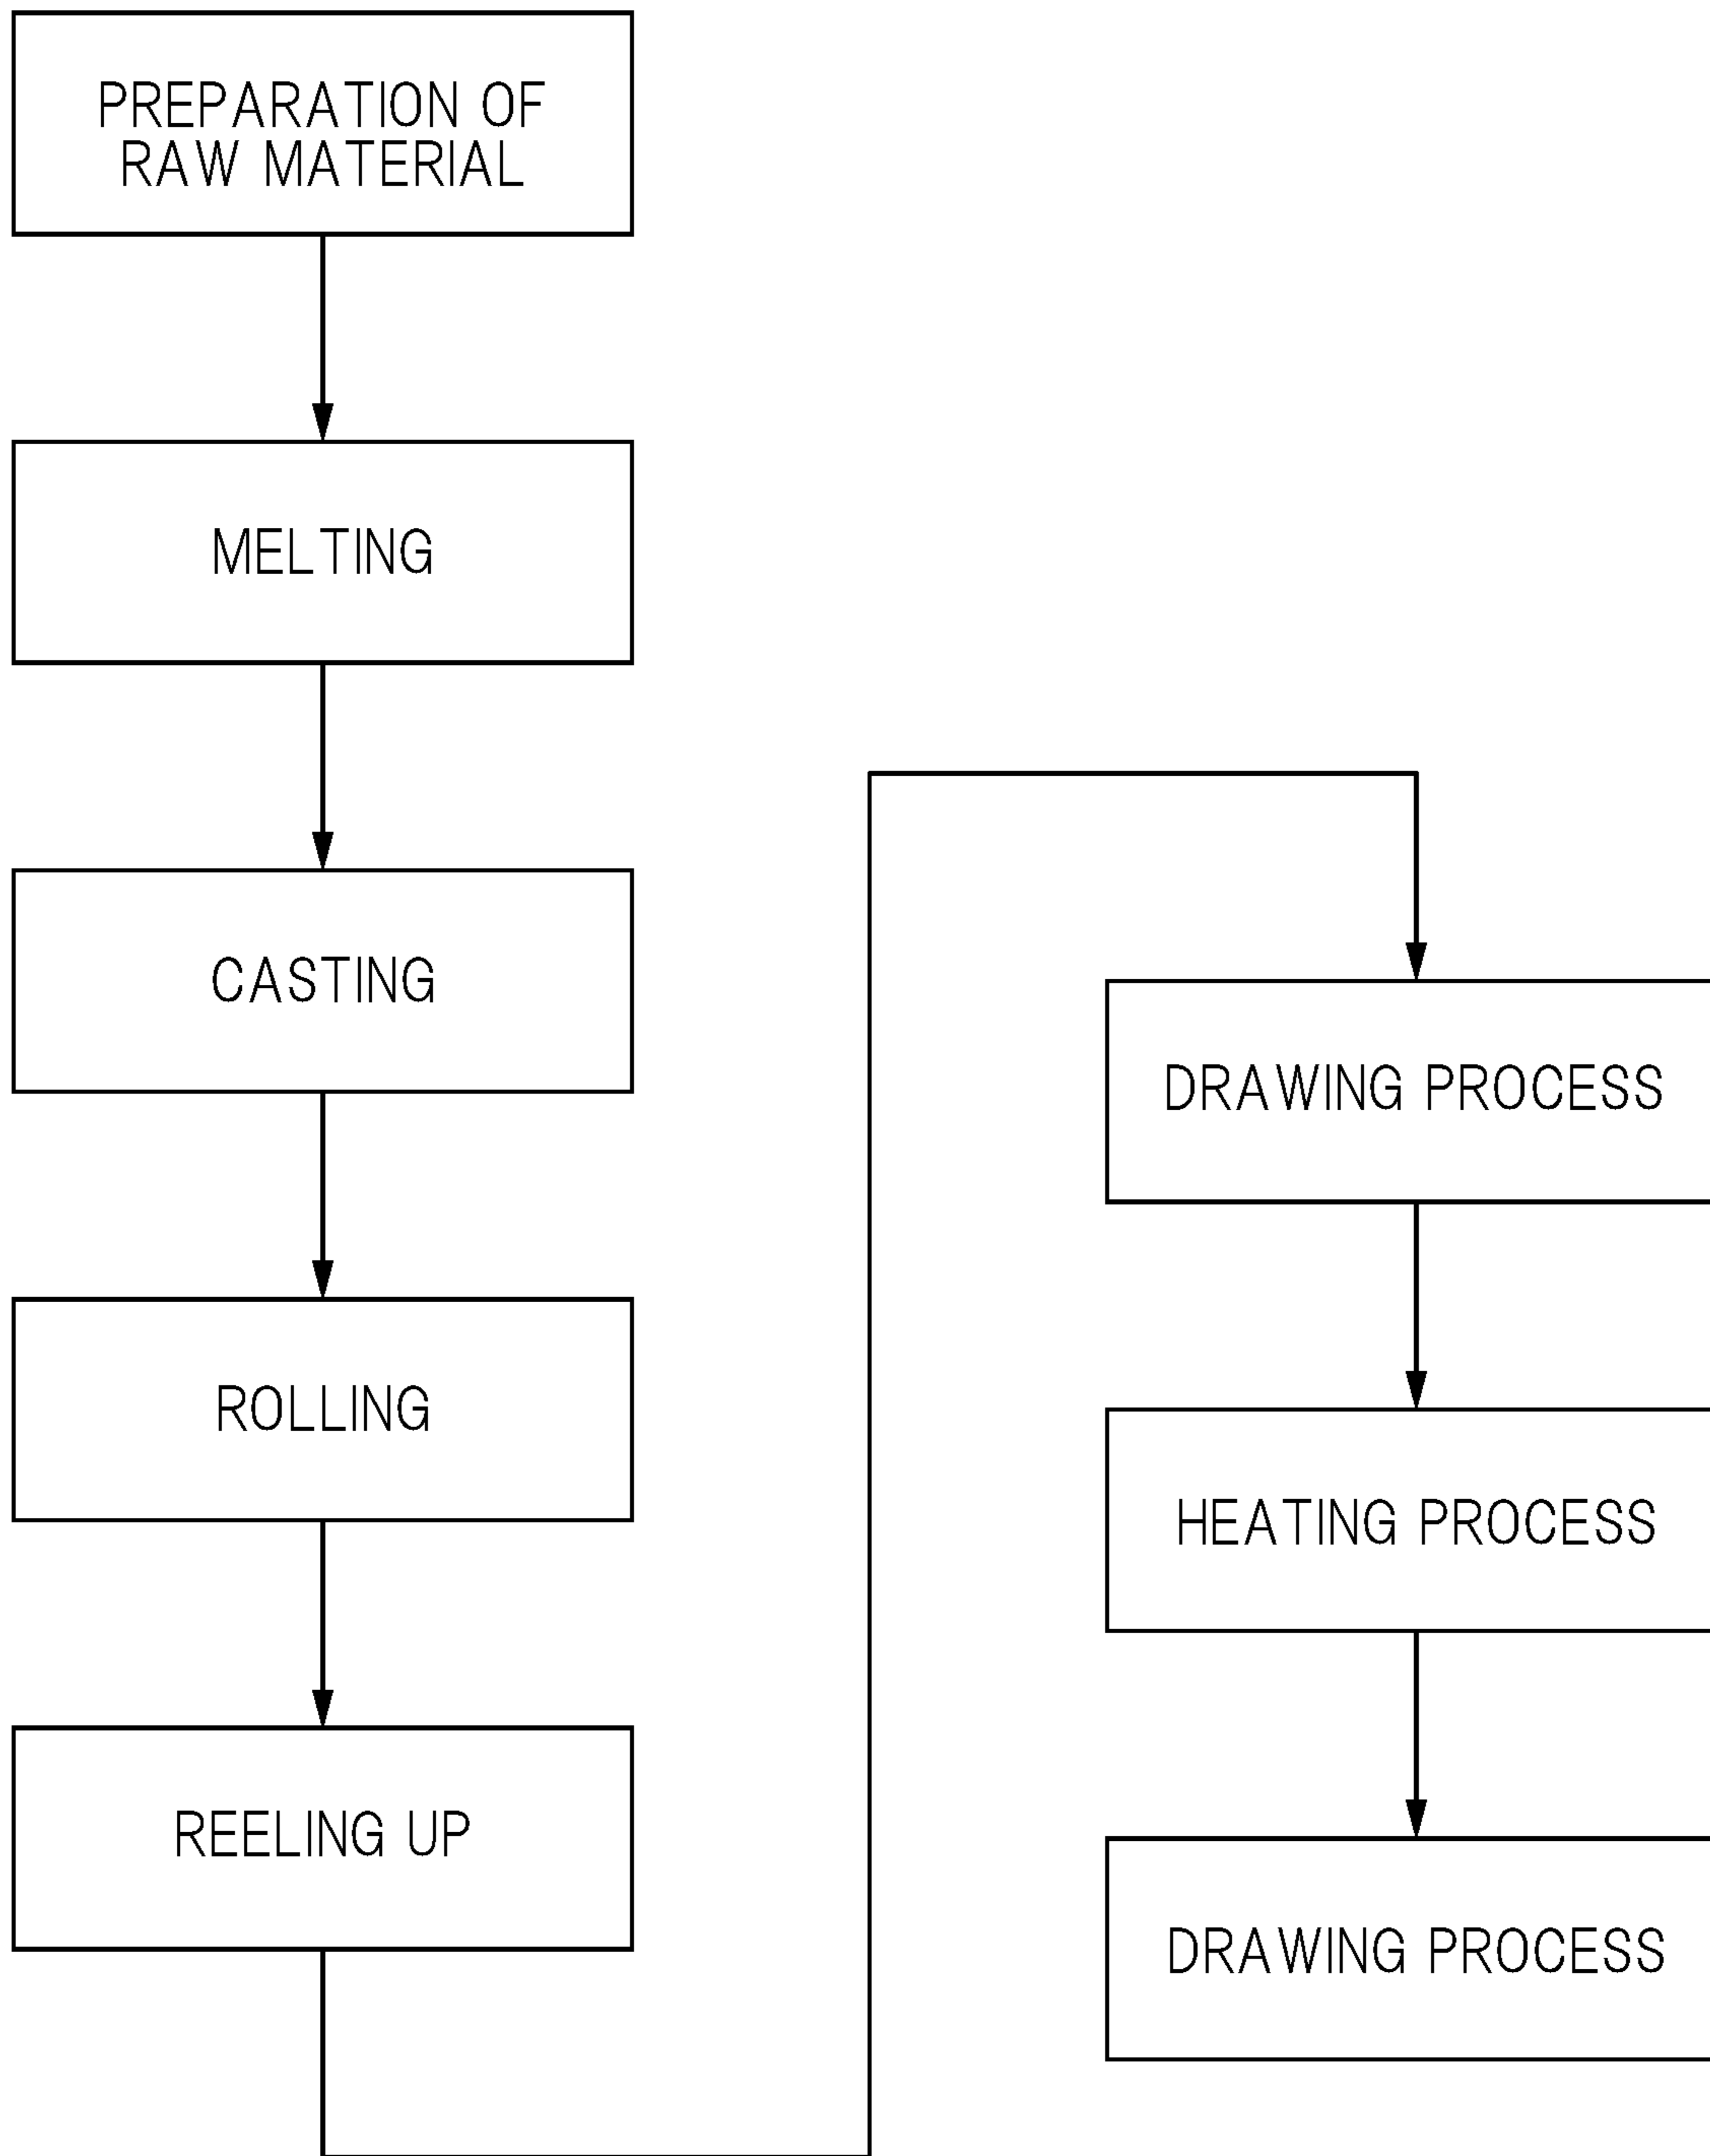 PREPARATION OF
RAW MATERIAL
MELTING
CASTING
ROLLING
REELING UP
DRAWING PROCESS
HEATING PROCESS
DRAWING PROCESS